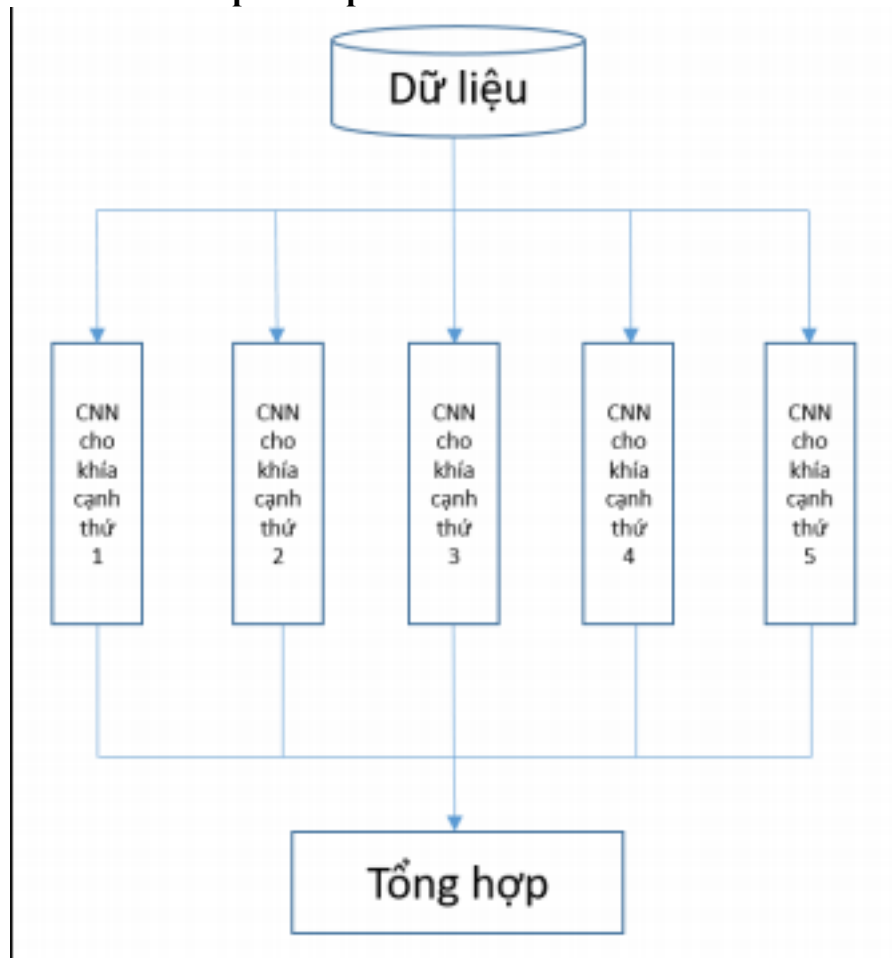 Dữ liệu
CNN
cho
khía
cạnh
thứ
1
CNN
cho
khía
cạnh
thứ
2
CNN
cho
khía
cạnh
thứ
3
CNN
cho
khía
cạnh
thứ
4
CNN
cho
khía
cạnh
thứ
5
Tổng hợp